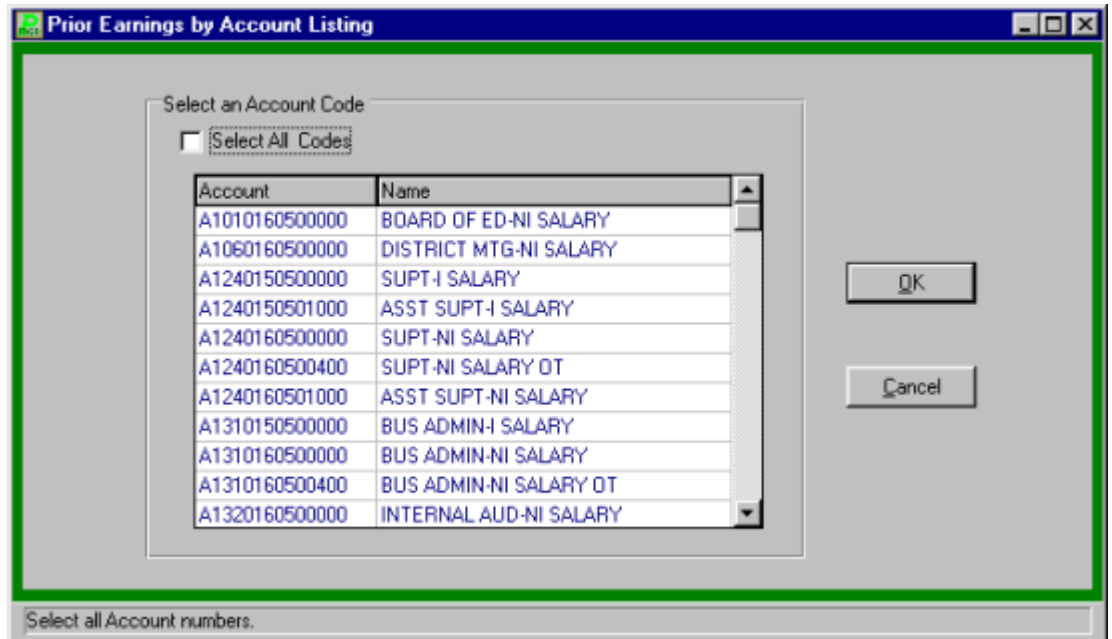 Prior Earnings by Account Listing
Select an Account Code
Select All Codes
Account Name
A1010160500000 BOARD OF ED-NI SALARY
A1060160500000 DISTRICT MTG-NI SALARY
A1240150500000 SUPT-I SALARY
A1240150501000 ASST SUPT-I SALARY
A1240160500000 SUPT-NI SALARY
A1240160500400 SUPT-NI SALARY OT
A1240160501000 ASST SUPT-NI SALARY
A1310150500000 BUS ADMIN-I SALARY
A1310160500000 BUS ADMIN-NI SALARY
A1310160500400 BUS ADMIN-NI SALARY OT
A1320160500000 INTERNAL AUD-NI SALARY
OK
Cancel
Select all Account numbers.